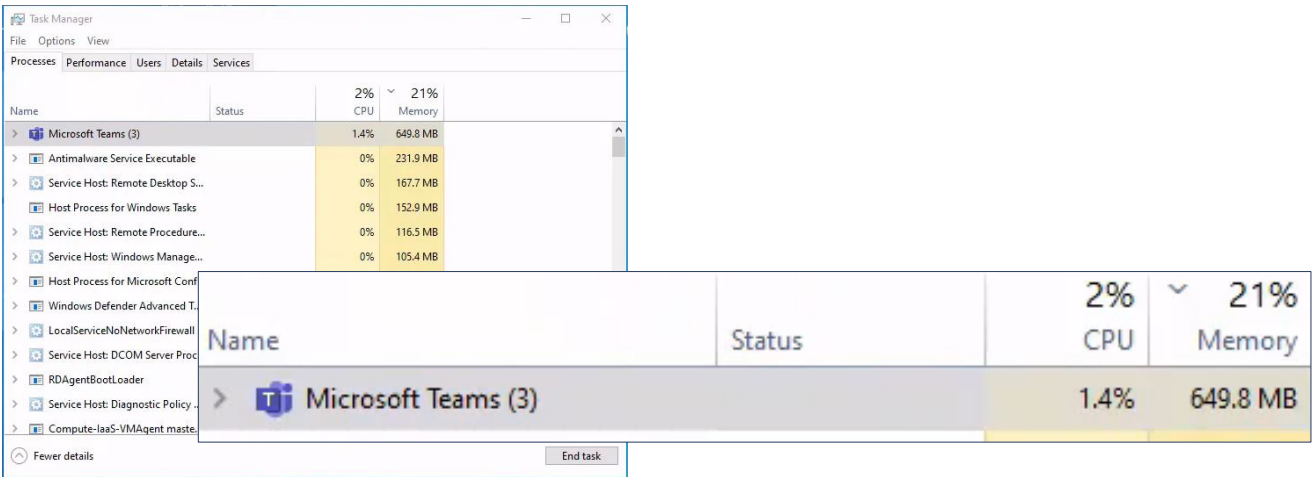 Task Manager
File Options View
Processes Performance Users Details Services
2% 21%
Name Status CPU Memory
Microsoft Teams (3) 1.4% 649.8 MB
Antimalware Service Executable 0% 231.9 MB
Service Host: Remote Desktop S... 0% 167.7 MB
Host Process for Windows Tasks 0% 152.9 MB
Service Host: Remote Procedure... 0% 116.5 MB
Service Host: Windows Manage... 0% 105.4 MB
Host Process for Microsoft Conf
Windows Defender Advanced T..
LocalServiceNoNetworkFirewall
Service Host: DCOM Server Proc
RDAgentBootLoader
Service Host: Diagnostic Policy ..
Compute-IaaS-VMAgent maste..
Fewer details End task
2% 21%
Name Status CPU Memory
Microsoft Teams (3) 1.4% 649.8 MB